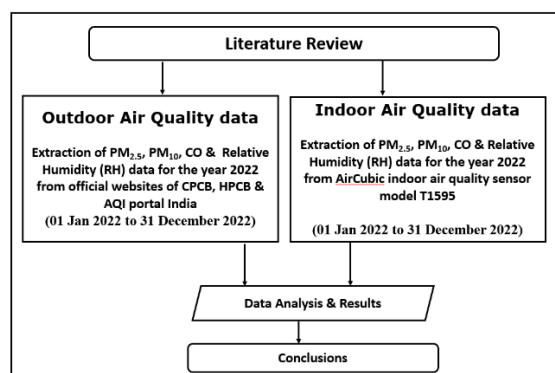 Literature Review
Outdoor Air Quality data
Extraction of PM2.5, PM10, CO & Relative
Humidity (RH) data for the year 2022
from official websites of CPCB, HPCB &
AQI portal India
(01 Jan 2022 to 31 December 2022)
Indoor Air Quality data
Extraction of PM2.5, PM10, CO & Relative
Humidity (RH) data for the year 2022
from AirCubic indoor air quality sensor
model T1595
(01 Jan 2022 to 31 December 2022)
Data Analysis & Results
Conclusions